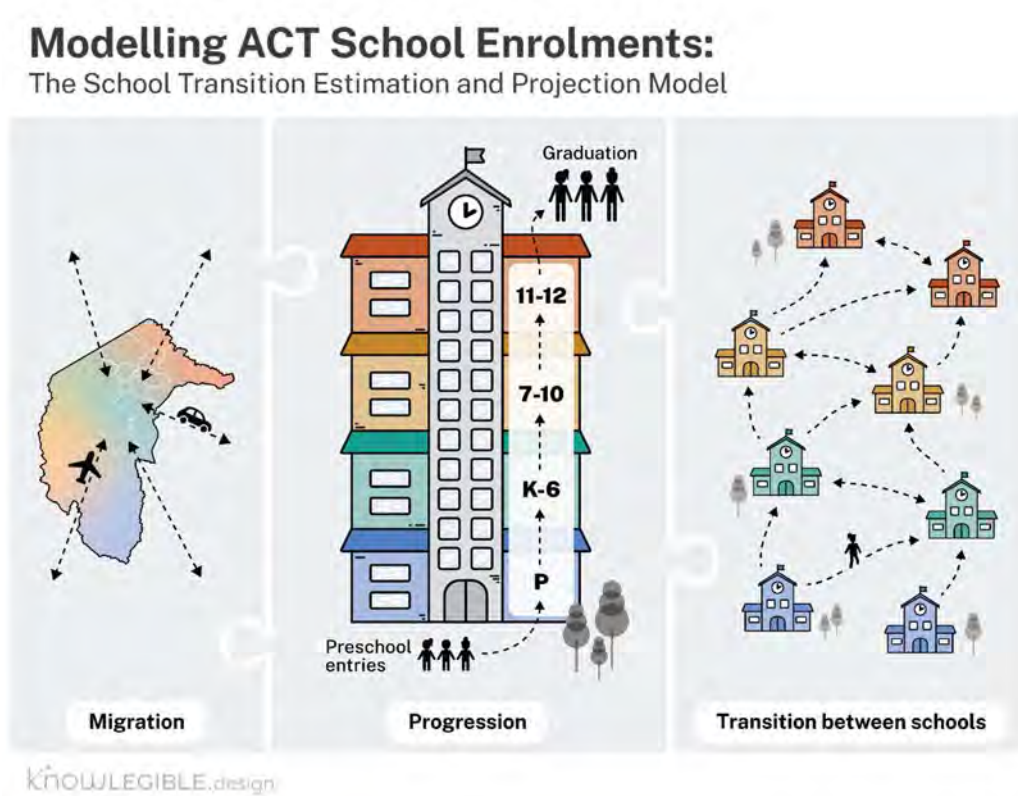 Modelling ACT School Enrolments:
The School Transition Estimation and Projection Model
Graduation
11-12
7-10
K-6
P
Preschool
entries
Migration
Progression
Transition between schools
KNOWLEGIBLE.design